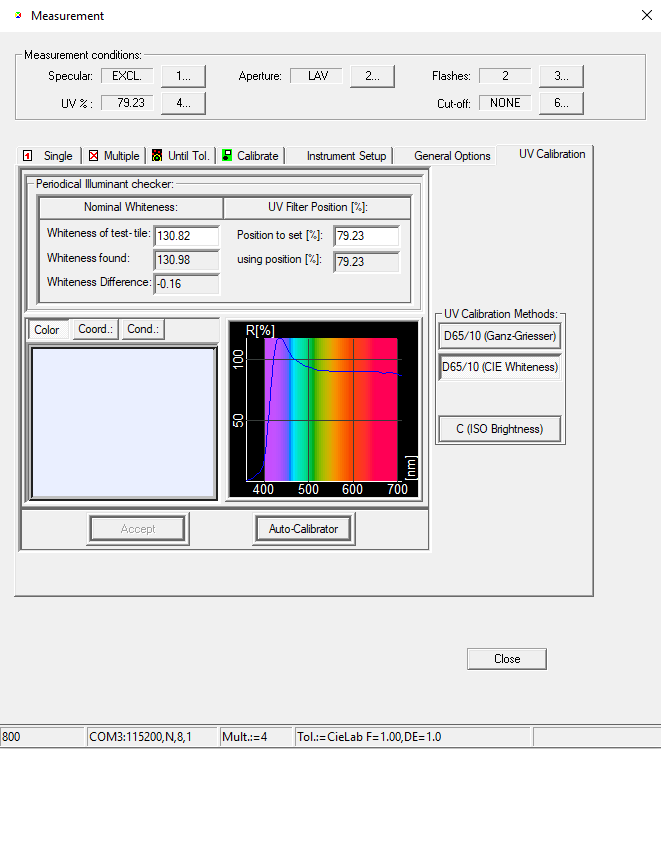 Measurement
Measurement conditions:
Specular: EXCL. 1... Aperture: LAV 2... Flashes: 2 3...
UV % : 79.23 4... Cut-off: NONE 6...
1 Single Multiple Until Tol. Calibrate Instrument Setup General Options UV Calibration
Periodical Illuminant checker:
Nominal Whiteness: UV Filter Position [%]:
Whiteness of test-tile: 130.82 Position to set [%]: 79.23
Whiteness found: 130.98 using position [%]: 79.23
Whiteness Difference: -0.16
UV Calibration Methods:
D65/10 (Ganz-Griesser)
D65/10 (CIE Whiteness)
C (ISO Brightness)
Color Coord.: Cond.:
R[%]
100
50
[nm]
400 500 600 700
Accept Auto-Calibrator
Close
800 COM3:115200,N,8,1 Mult.:=4 Tol.:=CieLab F=1.00,DE=1.0